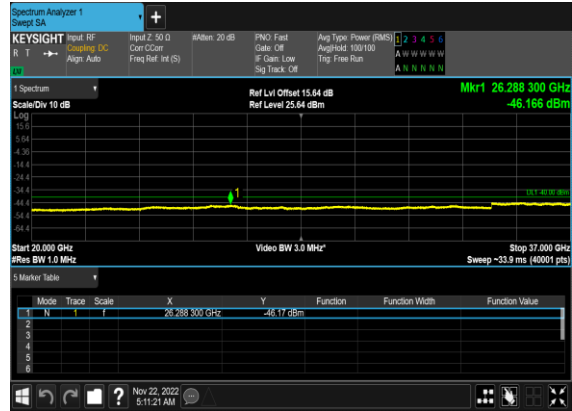 Spectrum Analyzer 1
Swept SA
KEYSIGHT Input: RF Input Z: 50 Ω #Atten: 20 dB PNO: Fast Avg Type: Power (RMS) 1 2 3 4 5 6
R T Coupling: DC Corr CCorr Gate: Off Avg|Hold: 100/100 A W W W W W
Align: Auto Freq Ref: Int (S) IF Gain: Low Trig: Free Run
Sig Track: Off A N N N N N
1 Spectrum Ref Lvl Offset 15.64 dB Mkr1 26.288 300 GHz
Scale/Div 10 dB Ref Level 25.64 dBm -46.166 dBm
Log
15.6
5.64
-4.36
-14.4
-24.4
-34.4 1 DL1 -40.00 dBm
-44.4
-54.4
-64.4
Start 20.000 GHz Video BW 3.0 MHz* Stop 37.000 GHz
#Res BW 1.0 MHz Sweep ~33.9 ms (40001 pts)
5 Marker Table
Mode Trace Scale X Y Function Function Width Function Value
1 N 1 f 26.288 300 GHz -46.17 dBm
2
3
4
5
6
? Nov 22, 2022
5:11:21 AM